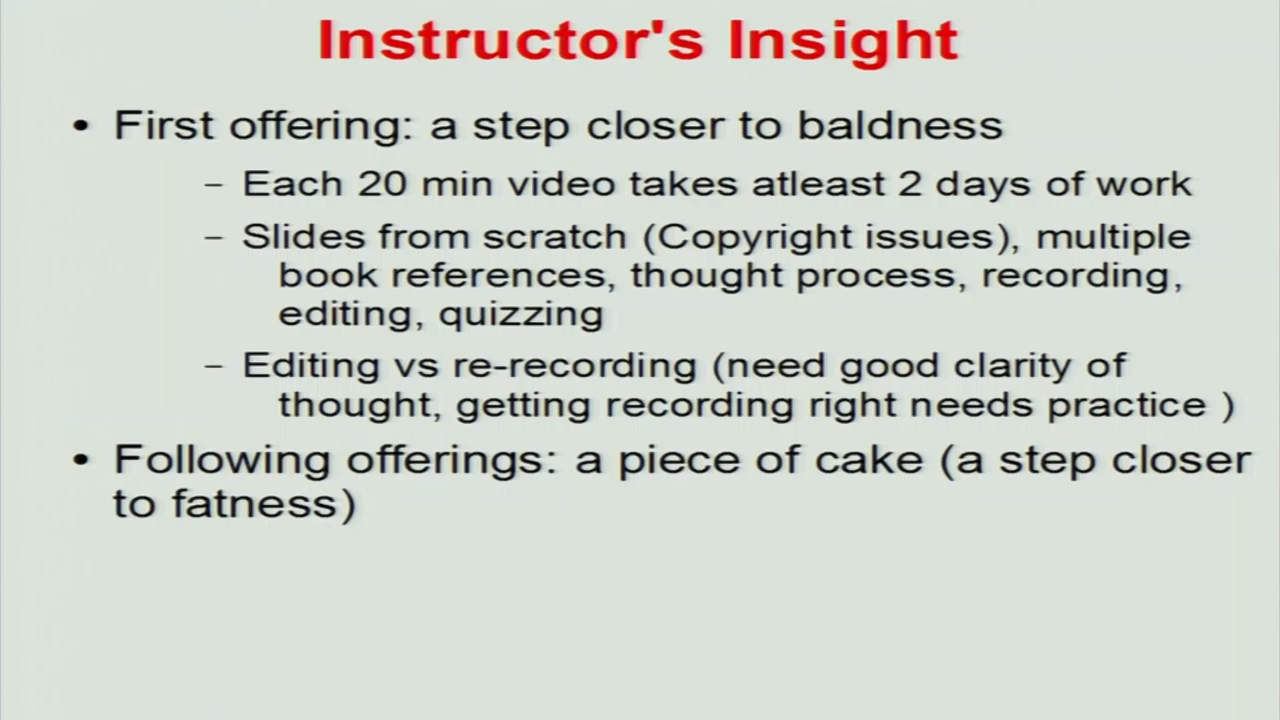 Instructor's Insight
• First offering: a step closer to baldness
– Each 20 min video takes atleast 2 days of work
– Slides from scratch (Copyright issues), multiple
book references, thought process, recording,
editing, quizzing
– Editing vs re-recording (need good clarity of
thought, getting recording right needs practice )
• Following offerings: a piece of cake (a step closer
to fatness)